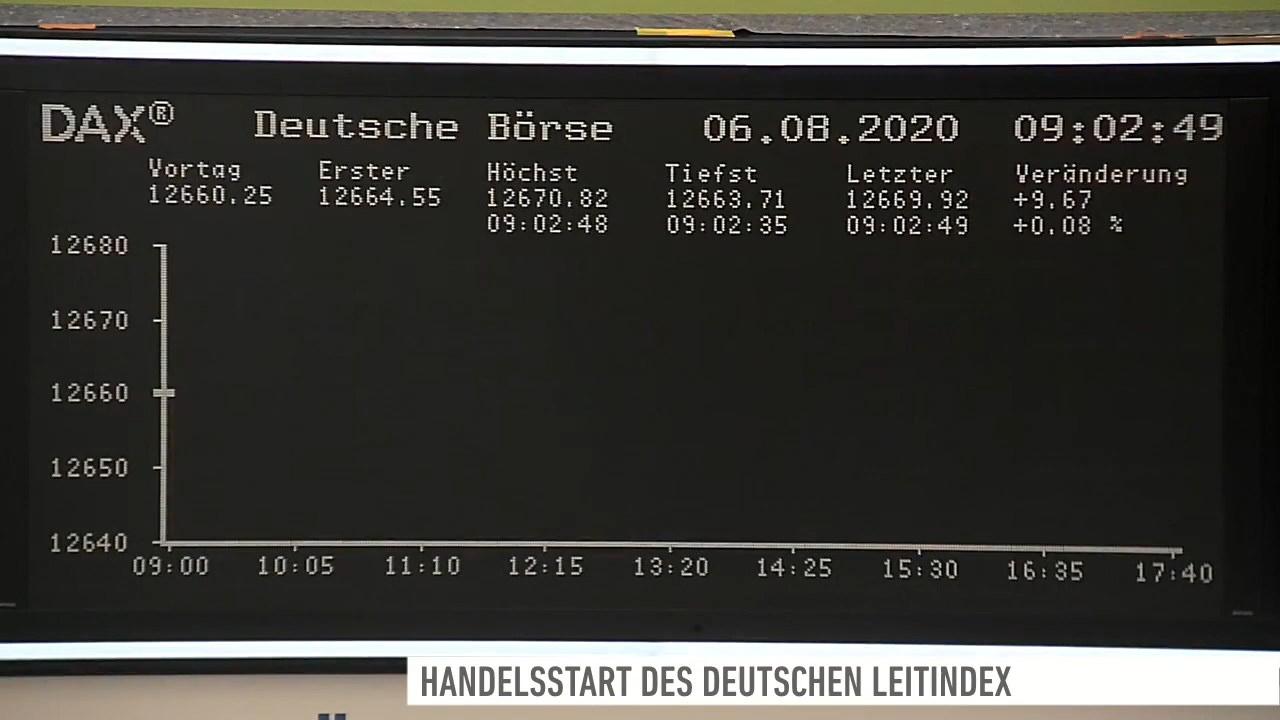 DAX® Deutsche Börse 06.08.2020 09:02:49
Vortag Erster Höchst Tiefst Letzter Veränderung
12660.25 12664.55 12670.82 12663.71 12669.92 +9.67
09:02:48 09:02:35 09:02:49 +0.08 %
12680
12670
12660
12650
12640
09:00 10:05 11:10 12:15 13:20 14:25 15:30 16:35 17:40
HANDELSSTART DES DEUTSCHEN LEITINDEX